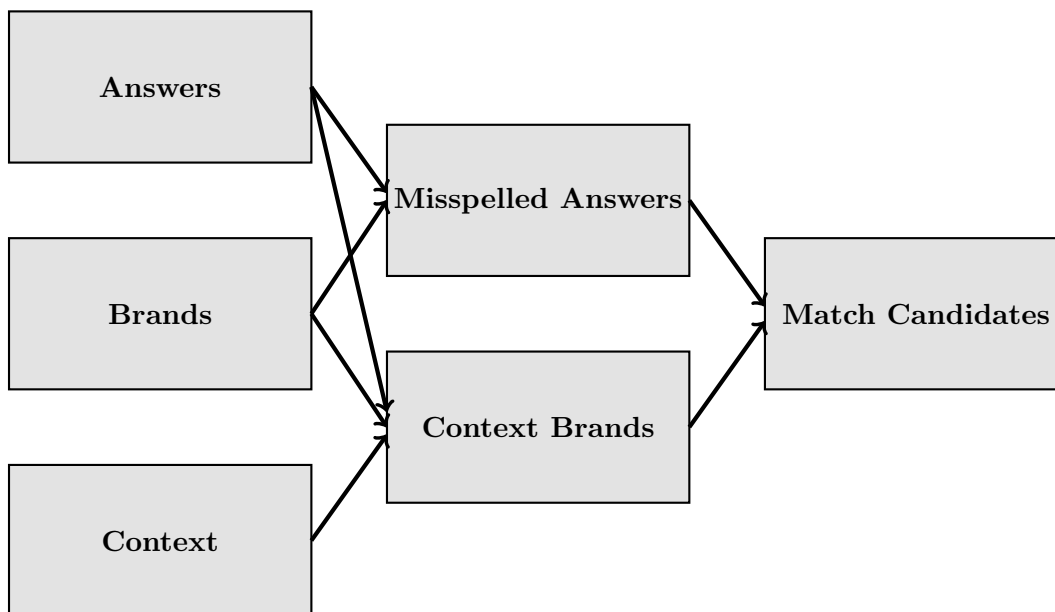 Answers
Brands
Context
Misspelled Answers
Context Brands
Match Candidates